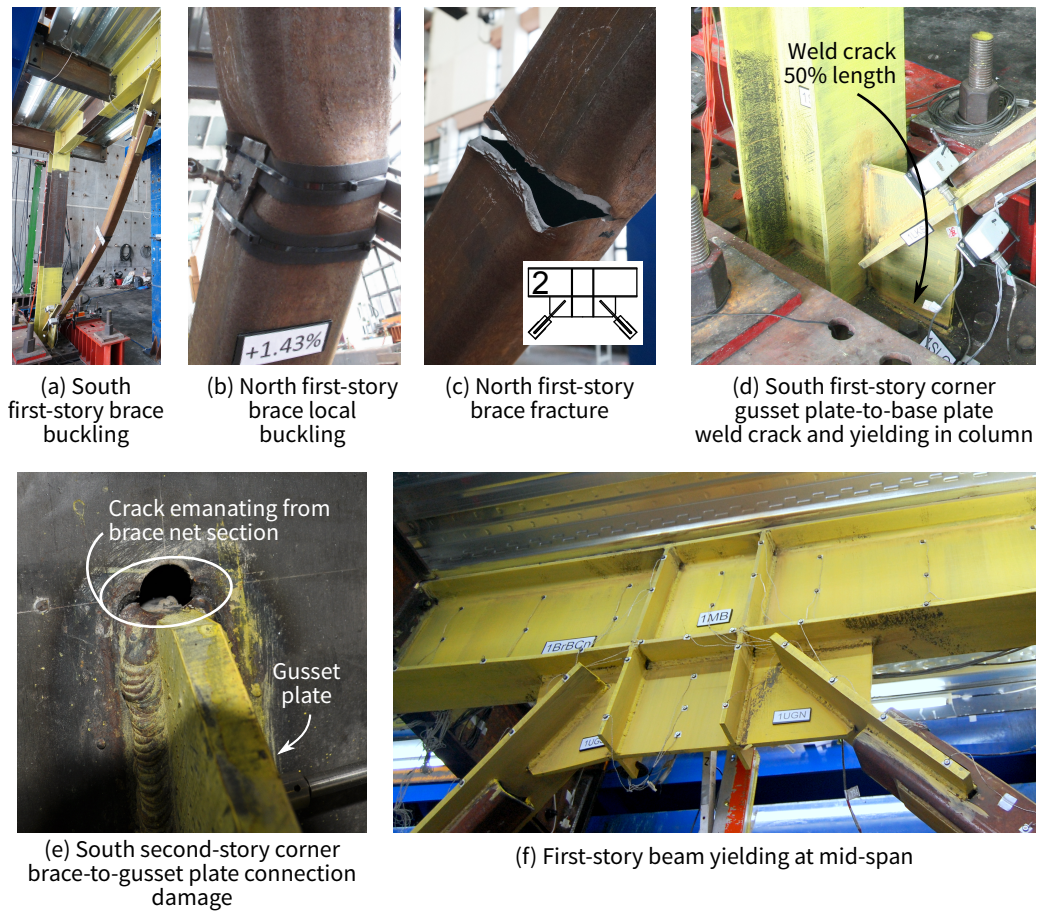 Weld crack
50% length
+1.43%
2
(a) South
first-story brace
buckling
(b) North first-story
brace local
buckling
(c) North first-story
brace fracture
(d) South first-story corner
gusset plate-to-base plate
weld crack and yielding in column
Crack emanating from
brace net section
Gusset
plate
1BrBCn
1MB
1UGN
(e) South second-story corner
brace-to-gusset plate connection
damage
(f) First-story beam yielding at mid-span